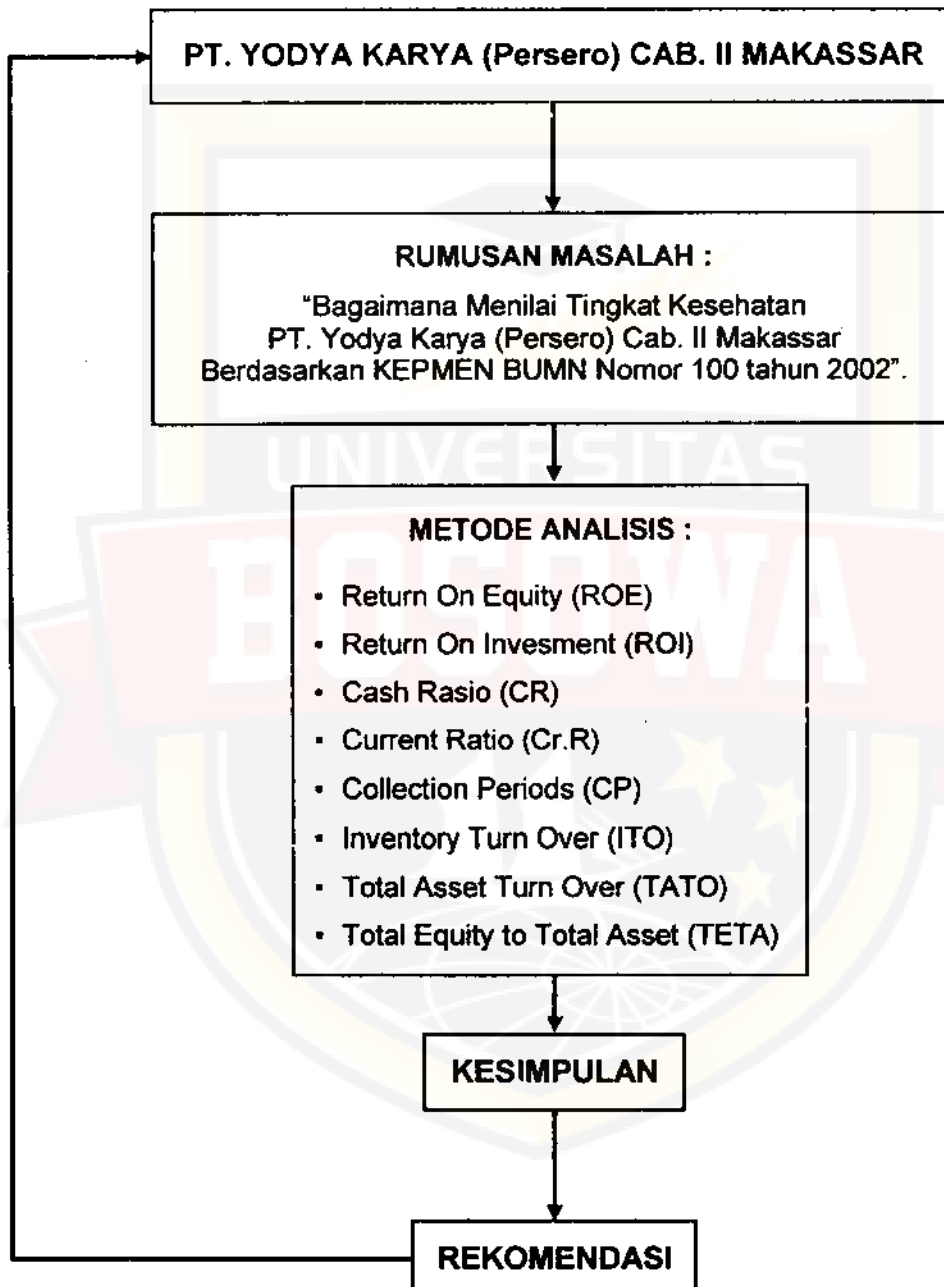 PT. YODYA KARYA (Persero) CAB. II MAKASSAR
RUMUSAN MASALAH :
“Bagaimana Menilai Tingkat Kesehatan
PT. Yodya Karya (Persero) Cab. II Makassar
Berdasarkan KEPMEN BUMN Nomor 100 tahun 2002”.
UNIVERSITAS
BOSOWA
METODE ANALISIS :
• Return On Equity (ROE)
• Return On Invesment (ROI)
• Cash Rasio (CR)
• Current Ratio (Cr.R)
• Collection Periods (CP)
• Inventory Turn Over (ITO)
• Total Asset Turn Over (TATO)
• Total Equity to Total Asset (TETA)
KESIMPULAN
REKOMENDASI